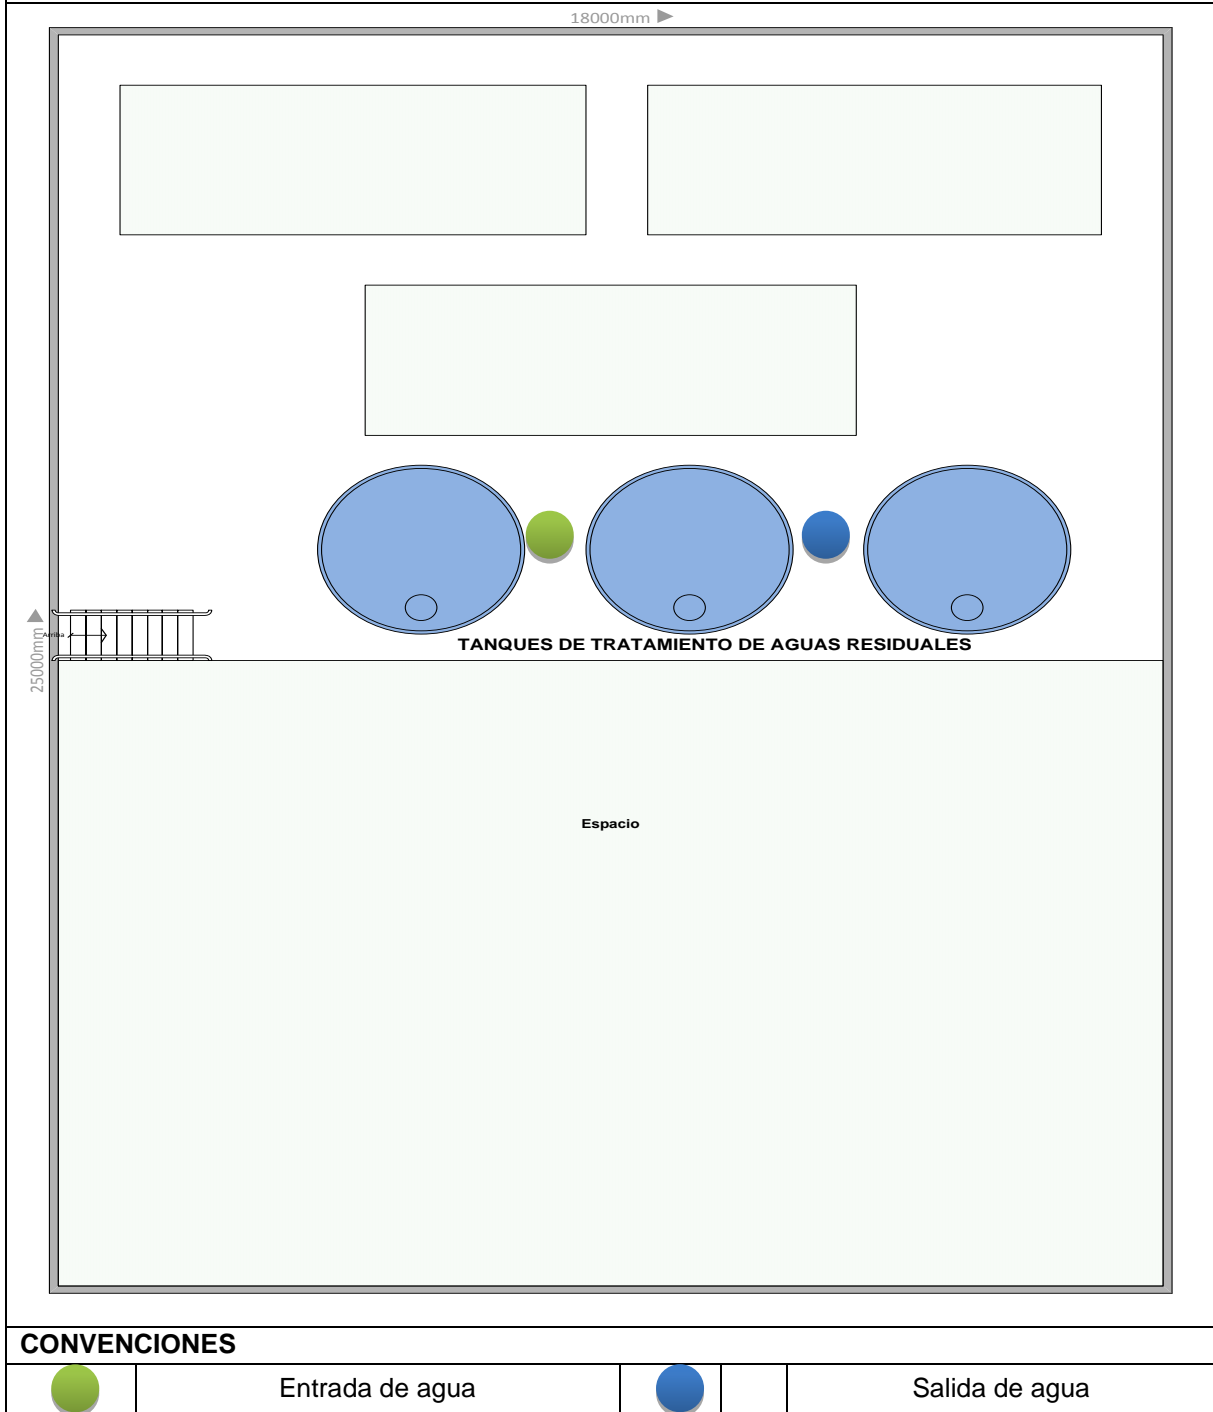 18000mm
25000mm
Arriba
TANQUES DE TRATAMIENTO DE AGUAS RESIDUALES
Espacio
CONVENCIONES
Entrada de agua
Salida de agua